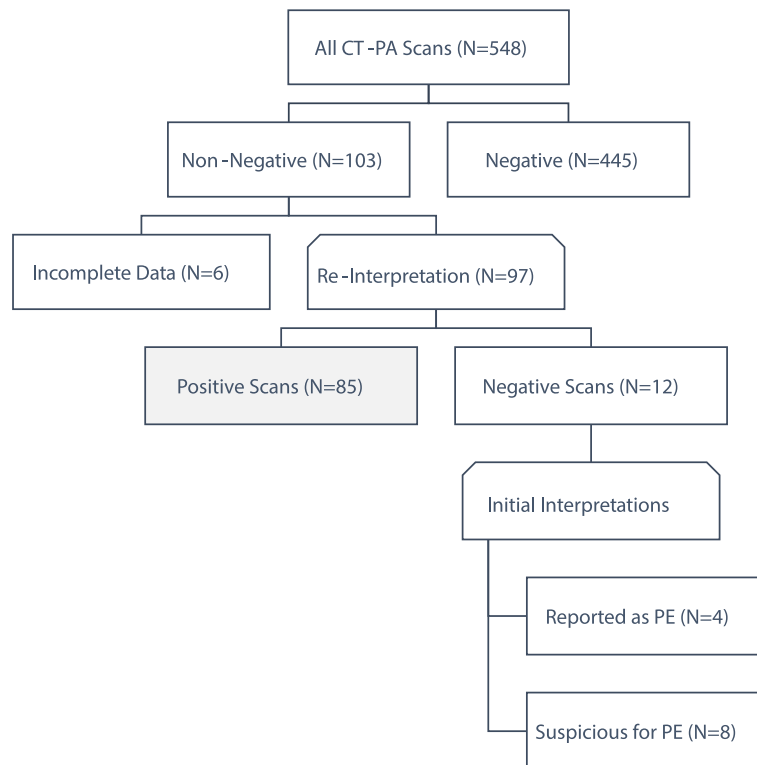 All CT-PA Scans (N=548)
Non-Negative (N=103)
Negative (N=445)
Incomplete Data (N=6)
Re-Interpretation (N=97)
Positive Scans (N=85)
Negative Scans (N=12)
Initial Interpretations
Reported as PE (N=4)
Suspicious for PE (N=8)